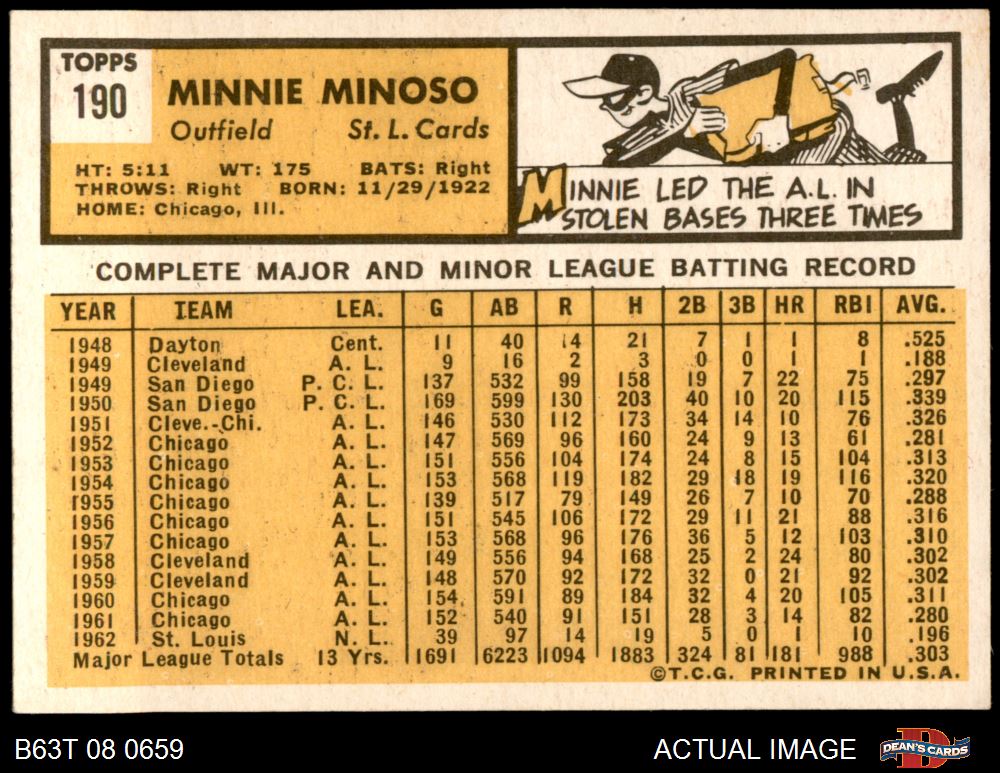 TOPPS
190
MINNIE MINOSO
Outfield St. L. Cards
HT: 5:11 WT: 175 BATS: Right
THROWS: Right BORN: 11/29/1922
HOME: Chicago, Ill.
MINNIE LED THE A.L. IN
STOLEN BASES THREE TIMES
COMPLETE MAJOR AND MINOR LEAGUE BATTING RECORD
YEAR TEAM LEA. G AB R H 2B 3B HR RBI AVG.
1948 Dayton Cent. 11 40 14 21 7 1 1 8 .525
1949 Cleveland A. L. 9 16 2 3 0 0 1 1 .188
1949 San Diego P. C. L. 137 532 99 158 19 7 22 75 .297
1950 San Diego P. C. L. 169 599 130 203 40 10 20 115 .339
1951 Cleve.-Chi. A. L. 146 530 112 173 34 14 10 76 .326
1952 Chicago A. L. 147 569 96 160 24 9 13 61 .281
1953 Chicago A. L. 151 556 104 174 24 8 15 104 .313
1954 Chicago A. L. 153 568 119 182 29 18 19 116 .320
1955 Chicago A. L. 139 517 79 149 26 7 10 70 .288
1956 Chicago A. L. 151 545 106 172 29 11 21 88 .316
1957 Chicago A. L. 153 568 96 176 36 5 12 103 .310
1958 Cleveland A. L. 149 556 94 168 25 2 24 80 .302
1959 Cleveland A. L. 148 570 92 172 32 0 21 92 .302
1960 Chicago A. L. 154 591 89 184 32 4 20 105 .311
1961 Chicago A. L. 152 540 91 151 28 3 14 82 .280
1962 St. Louis N. L. 39 97 14 19 5 0 1 10 .196
Major League Totals 13 Yrs. 1691 6223 1094 1883 324 81 181 988 .303
©T.C.G. PRINTED IN U.S.A.
B63T 08 0659 ACTUAL IMAGE DEAN'S CARDS